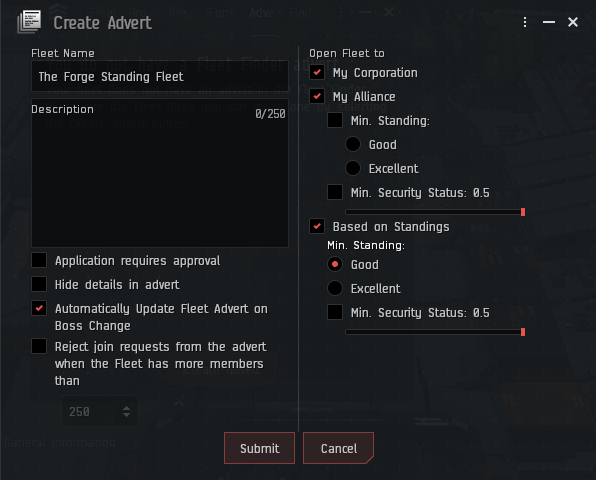 Create Advert
Fleet Name
The Forge Standing Fleet
Description
0/250
Application requires approval
Hide details in advert
Automatically Update Fleet Advert on
Boss Change
Reject join requests from the advert
when the Fleet has more members
than
250
General information
Open Fleet to
My Corporation
My Alliance
Min. Standing:
Good
Excellent
Min. Security Status: 0.5
Based on Standings
Min. Standing:
Good
Excellent
Min. Security Status: 0.5
Submit
Cancel